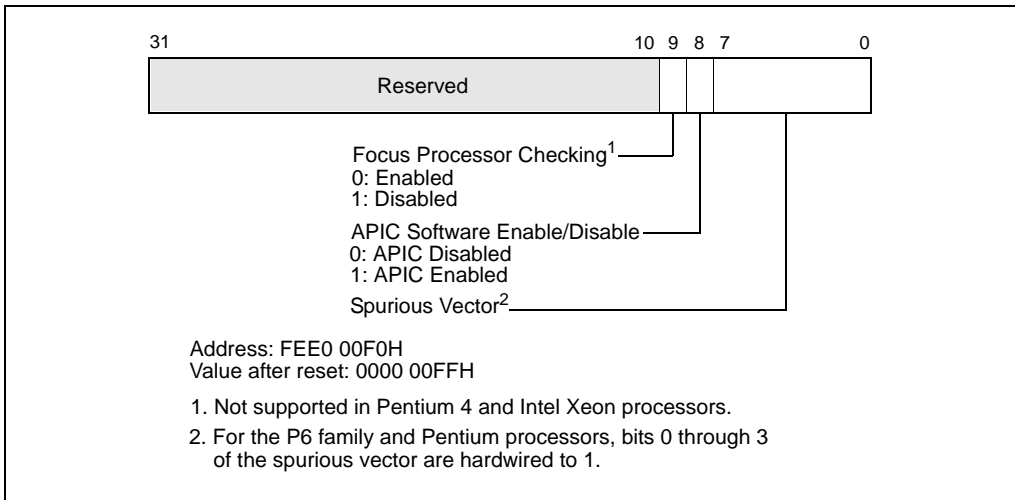 31 10 9 8 7 0
Reserved
Focus Processor Checking1
0: Enabled
1: Disabled
APIC Software Enable/Disable
0: APIC Disabled
1: APIC Enabled
Spurious Vector2
Address: FEE0 00F0H
Value after reset: 0000 00FFH
1. Not supported in Pentium 4 and Intel Xeon processors.
2. For the P6 family and Pentium processors, bits 0 through 3
of the spurious vector are hardwired to 1.